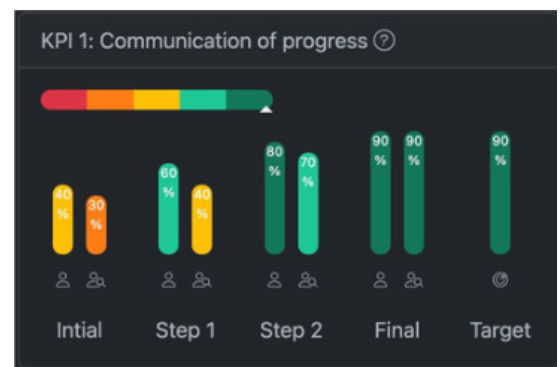 KPI 1: Communication of progress ?
40 % 30 % 60 % 40 % 80 % 70 % 90 % 90 % 90 %
Intial Step 1 Step 2 Final Target